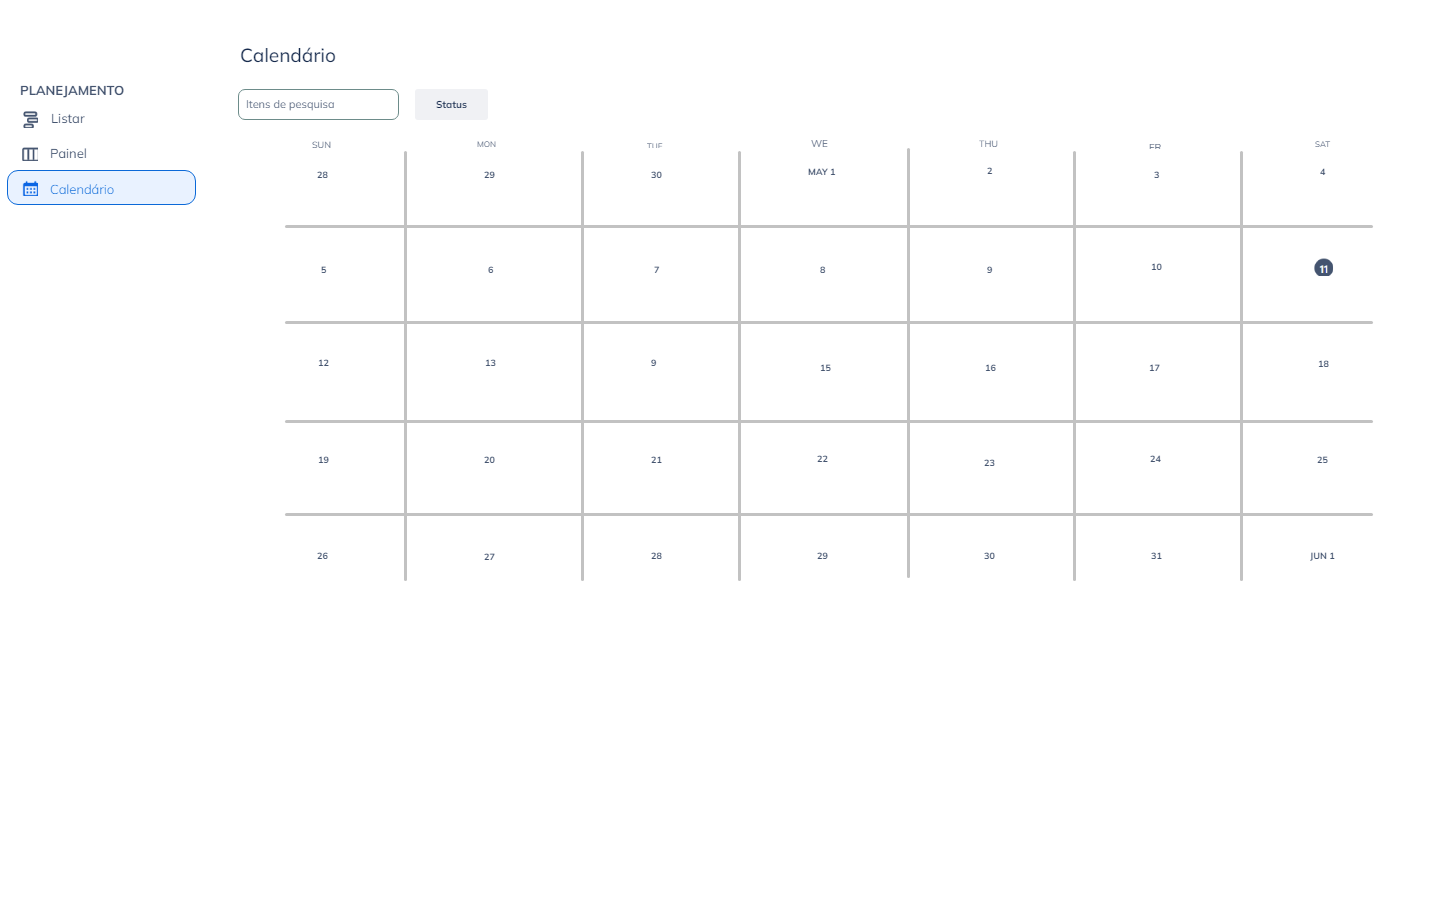 Calendário
PLANEJAMENTO
Listar
Painel
Calendário
Itens de pesquisa
Status
SUN MON TUE WE THU FR SAT
28 29 30 MAY 1 2 3 4
5 6 7 8 9 10 11
12 13 9 15 16 17 18
19 20 21 22 23 24 25
26 27 28 29 30 31 JUN 1